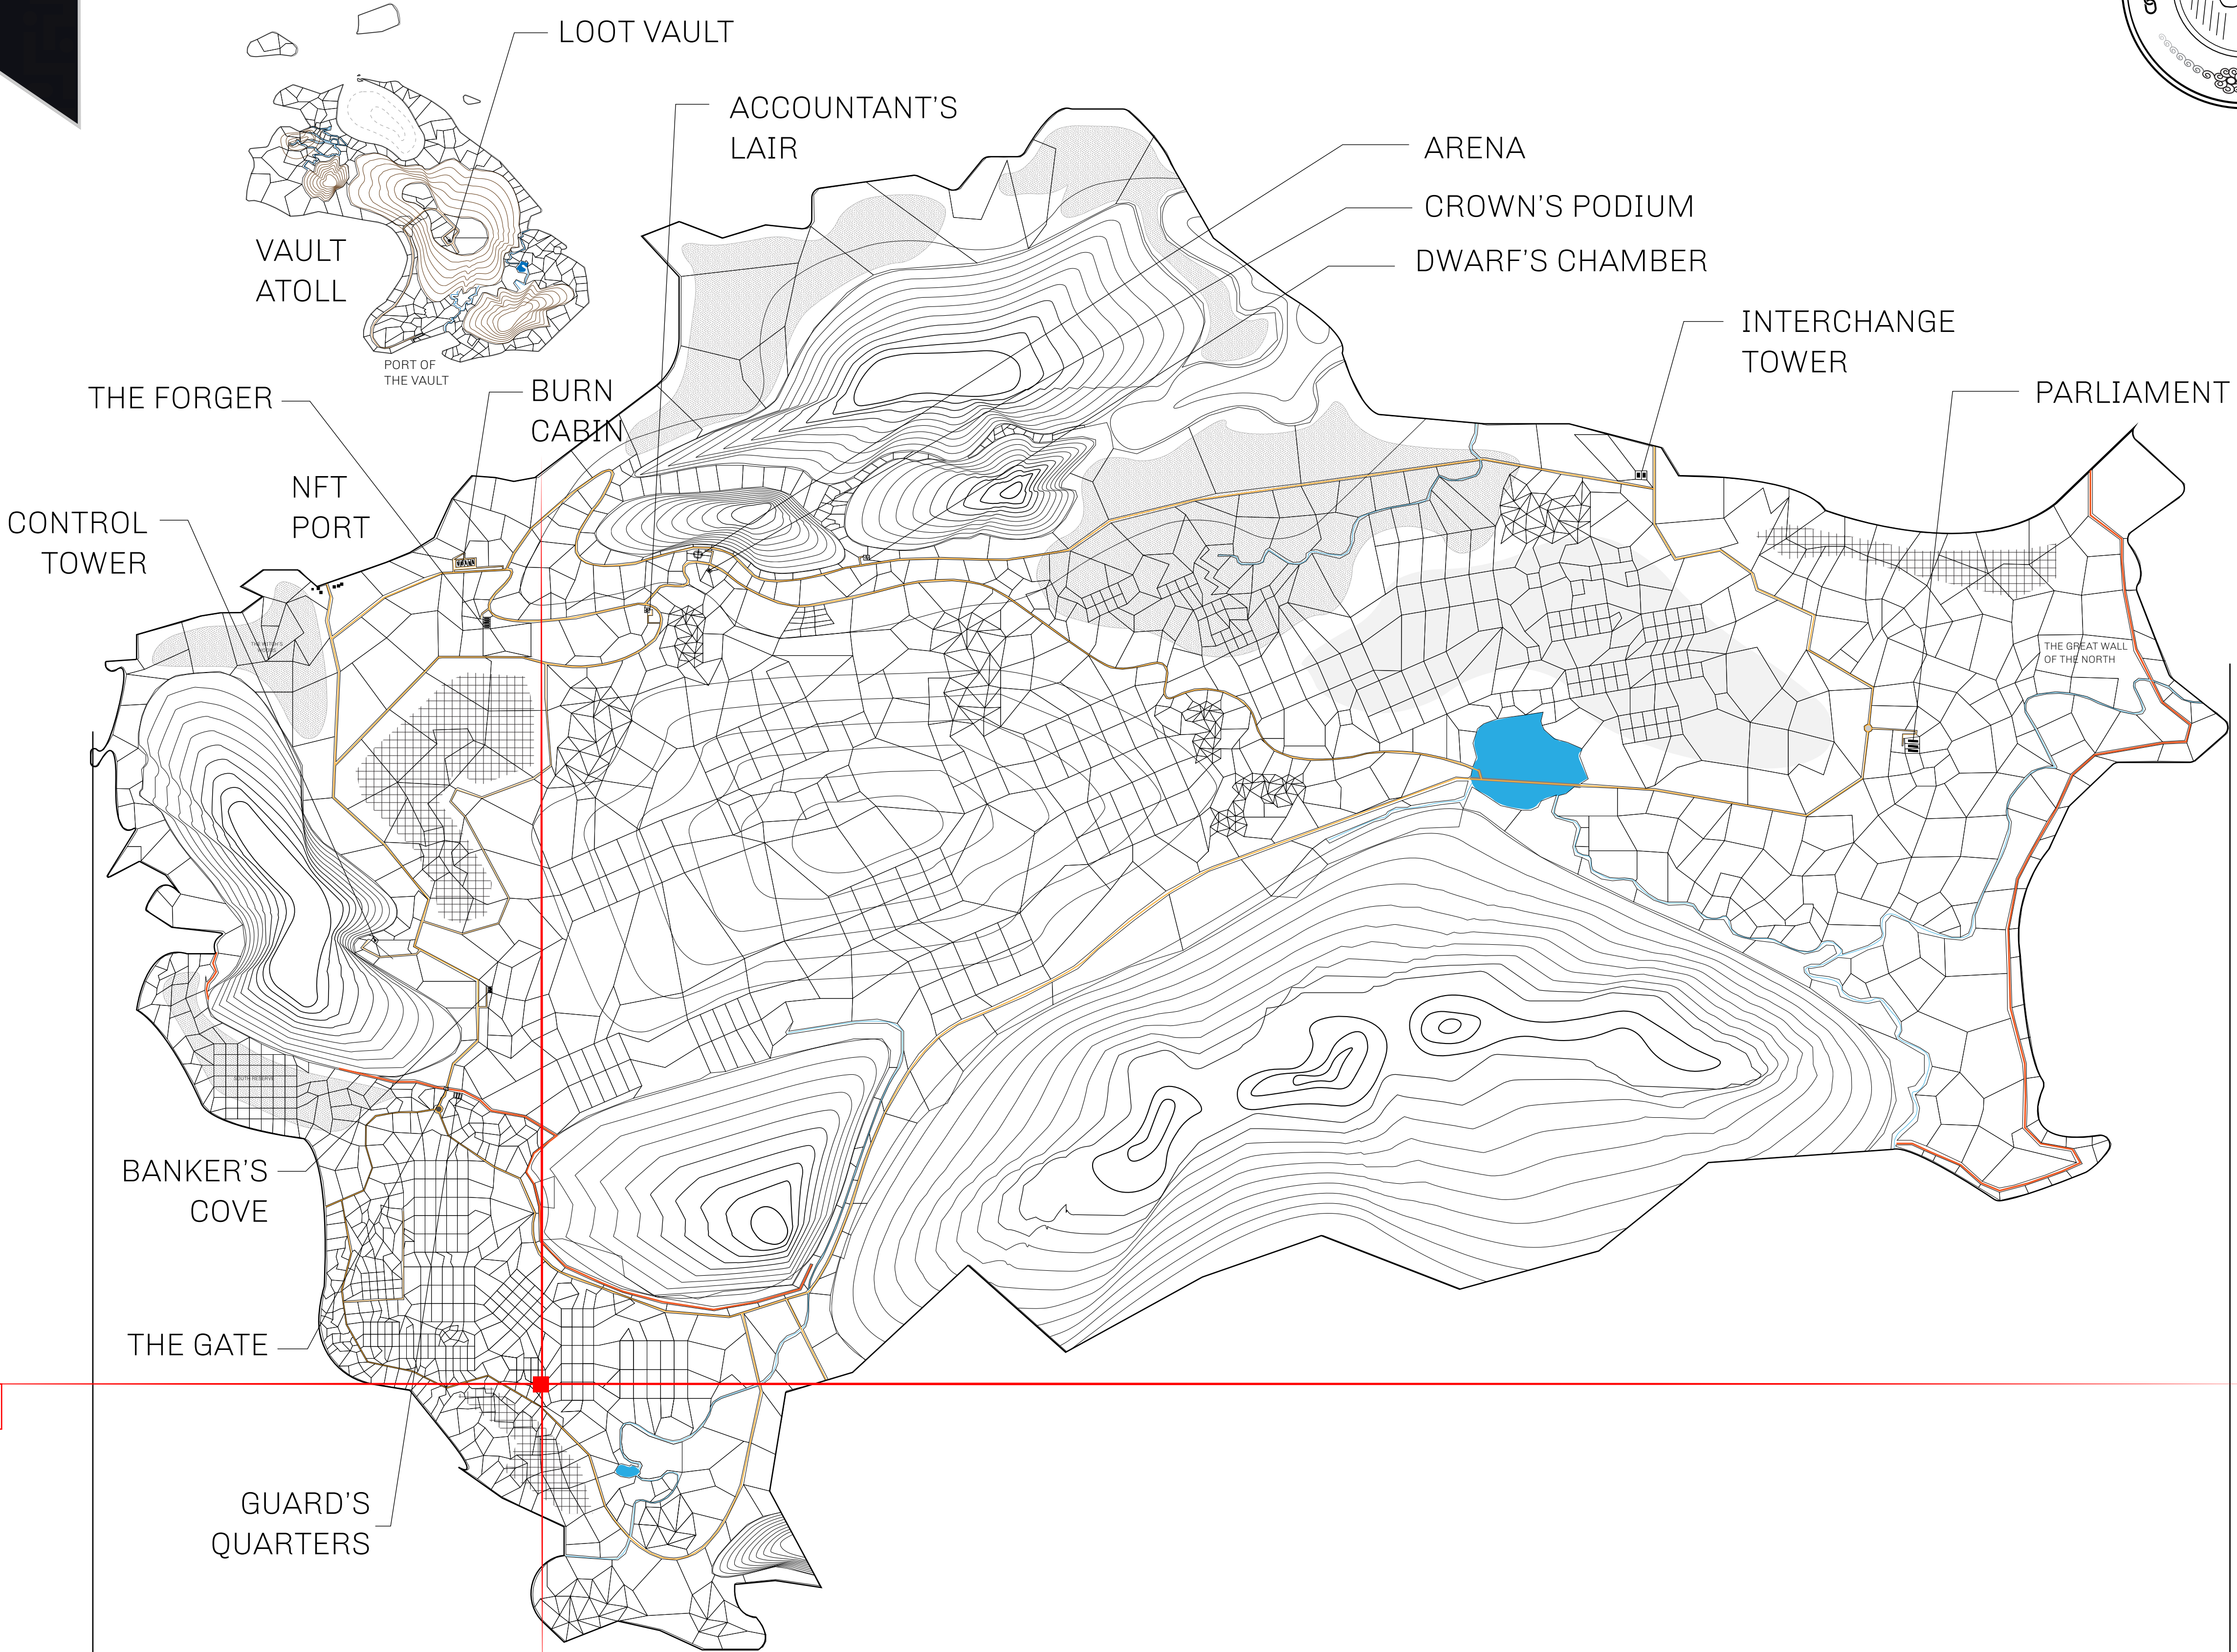 LOOT VAULT
ACCOUNTANT'S
LAIR
ARENA
CROWN'S PODIUM
DWARF'S CHAMBER
VAULT
ATOLL
INTERCHANGE
TOWER
PORT OF
THE VAULT
PARLIAMENT
THE FORGER
BURN
CABIN
NFT
PORT
CONTROL
TOWER
THE GREAT WALL
OF THE NORTH
SOUTH RESERVE
BANKER'S
COVE
THE GATE
GUARD'S
QUARTERS